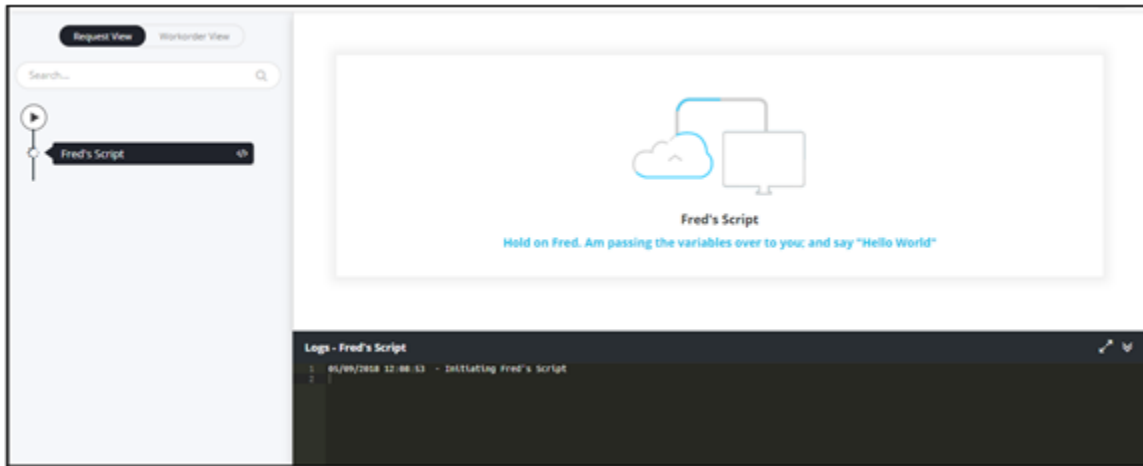 Request View
Workorder View
Search...
Fred's Script
</>
Fred's Script
Hold on Fred. Am passing the variables over to you; and say "Hello World"
Logs - Fred's Script
1 05/09/2018 12:08:53 - Initiating Fred's Script
2